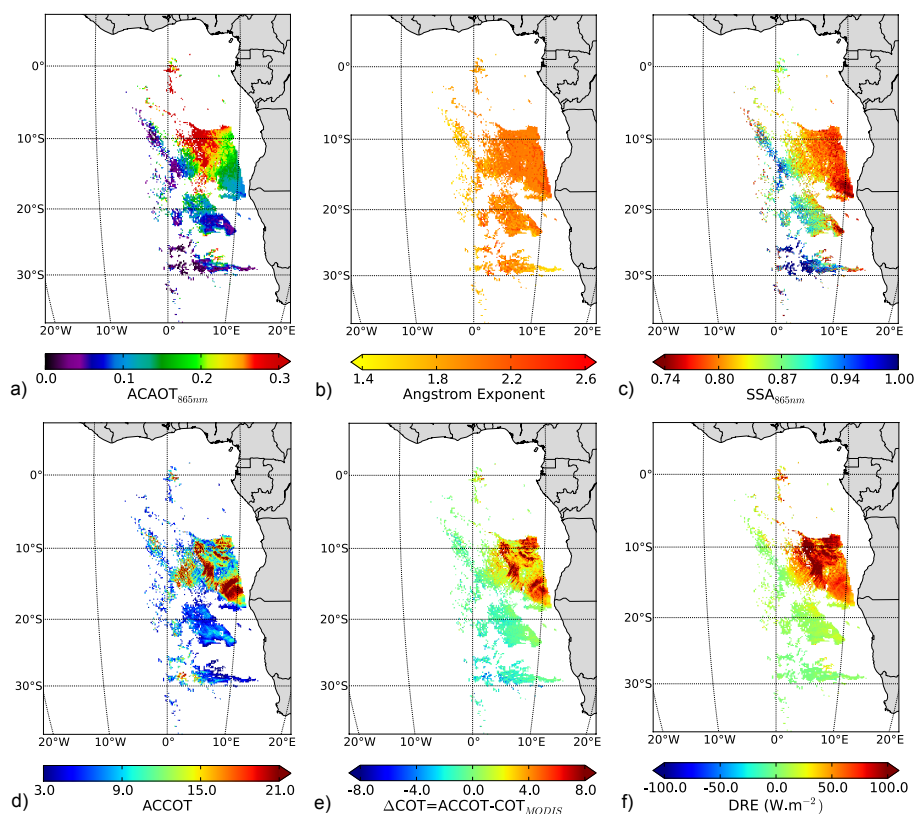 0°
10°S
20°S
30°S
20°W 10°W 0° 10°E 20°E
0.0 0.1 0.2 0.3
a) ACAOT865nm
0°
10°S
20°S
30°S
20°W 10°W 0° 10°E 20°E
1.4 1.8 2.2 2.6
b) Angstrom Exponent
0°
10°S
20°S
30°S
20°W 10°W 0° 10°E 20°E
0.74 0.80 0.87 0.94 1.00
c) SSA865nm
0°
10°S
20°S
30°S
20°W 10°W 0° 10°E 20°E
3.0 9.0 15.0 21.0
d) ACCOT
0°
10°S
20°S
30°S
20°W 10°W 0° 10°E 20°E
-8.0 -4.0 0.0 4.0 8.0
e) ΔCOT=ACCOT-COTMODIS
0°
10°S
20°S
30°S
20°W 10°W 0° 10°E 20°E
-100.0 -50.0 0.0 50.0 100.0
f) DRE (W.m⁻²)